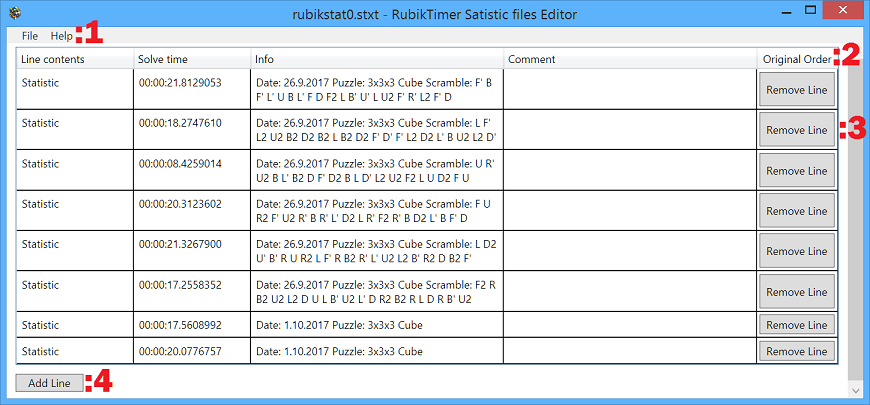 rubikstat0.stxt - RubikTimer Satistic files Editor
File Help :1
Line contents Solve time Info Comment Original Order :2
Statistic 00:00:21.8129053 Date: 26.9.2017 Puzzle: 3x3x3 Cube Scramble: F' B Remove Line
F' L' U B L' F D F2 L B' U' L U2 F' R' L2 F' D
Statistic 00:00:18.2747610 Date: 26.9.2017 Puzzle: 3x3x3 Cube Scramble: L F' Remove Line :3
L2 U2 B2 D2 B2 L B2 D2 F' D' F' L2 D2 L' B U2 L2 D'
Statistic 00:00:08.4259014 Date: 26.9.2017 Puzzle: 3x3x3 Cube Scramble: U R' Remove Line
U2 B L' B2 D F' D2 B L D' L2 U2 F2 L U D2 F U
Statistic 00:00:20.3123602 Date: 26.9.2017 Puzzle: 3x3x3 Cube Scramble: F U Remove Line
R2 F' U2 R' B R' L' D2 L R' F2 R' B D2 L' B F' D
Statistic 00:00:21.3267900 Date: 26.9.2017 Puzzle: 3x3x3 Cube Scramble: L D2 Remove Line
U' B' R U R2 L F' R B2 R' L' U2 L2 B' R2 D B2 F'
Statistic 00:00:17.2558352 Date: 26.9.2017 Puzzle: 3x3x3 Cube Scramble: F2 R Remove Line
B2 U2 L2 D U L B' U2 L' D R2 B2 R L D R B' U2
Statistic 00:00:17.5608992 Date: 1.10.2017 Puzzle: 3x3x3 Cube Remove Line
Statistic 00:00:20.0776757 Date: 1.10.2017 Puzzle: 3x3x3 Cube Remove Line
Add Line :4